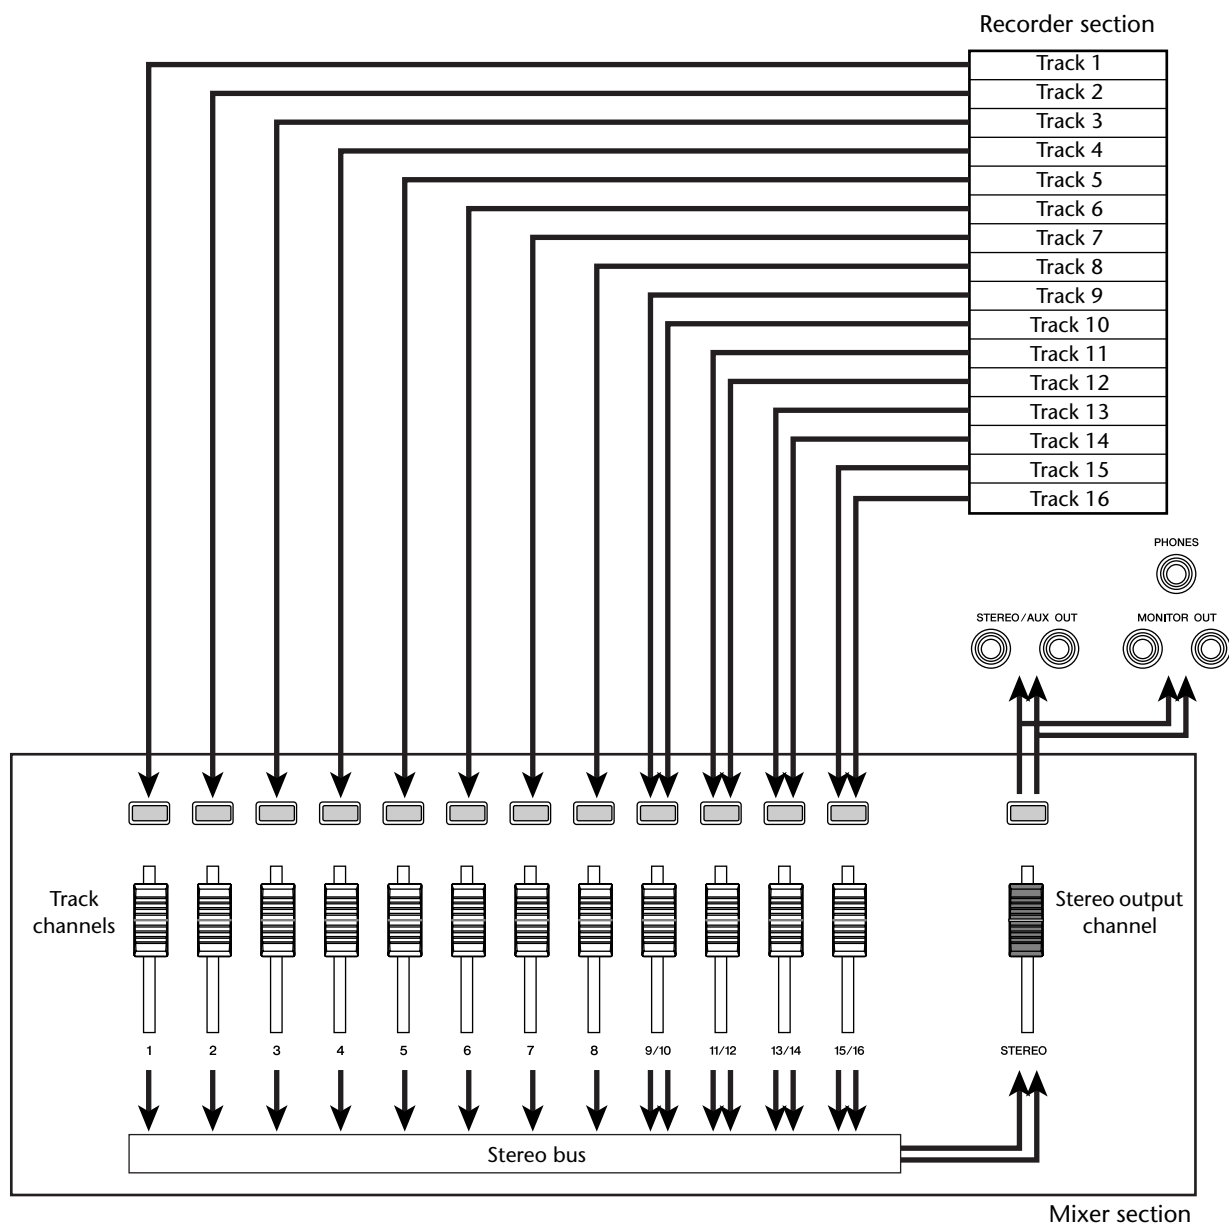 Recorder section
Track 1
Track 2
Track 3
Track 4
Track 5
Track 6
Track 7
Track 8
Track 9
Track 10
Track 11
Track 12
Track 13
Track 14
Track 15
Track 16
PHONES
STEREO/AUX OUT
MONITOR OUT
Track
channels
Stereo output
channel
1
2
3
4
5
6
7
8
9/10
11/12
13/14
15/16
STEREO
Stereo bus
Mixer section